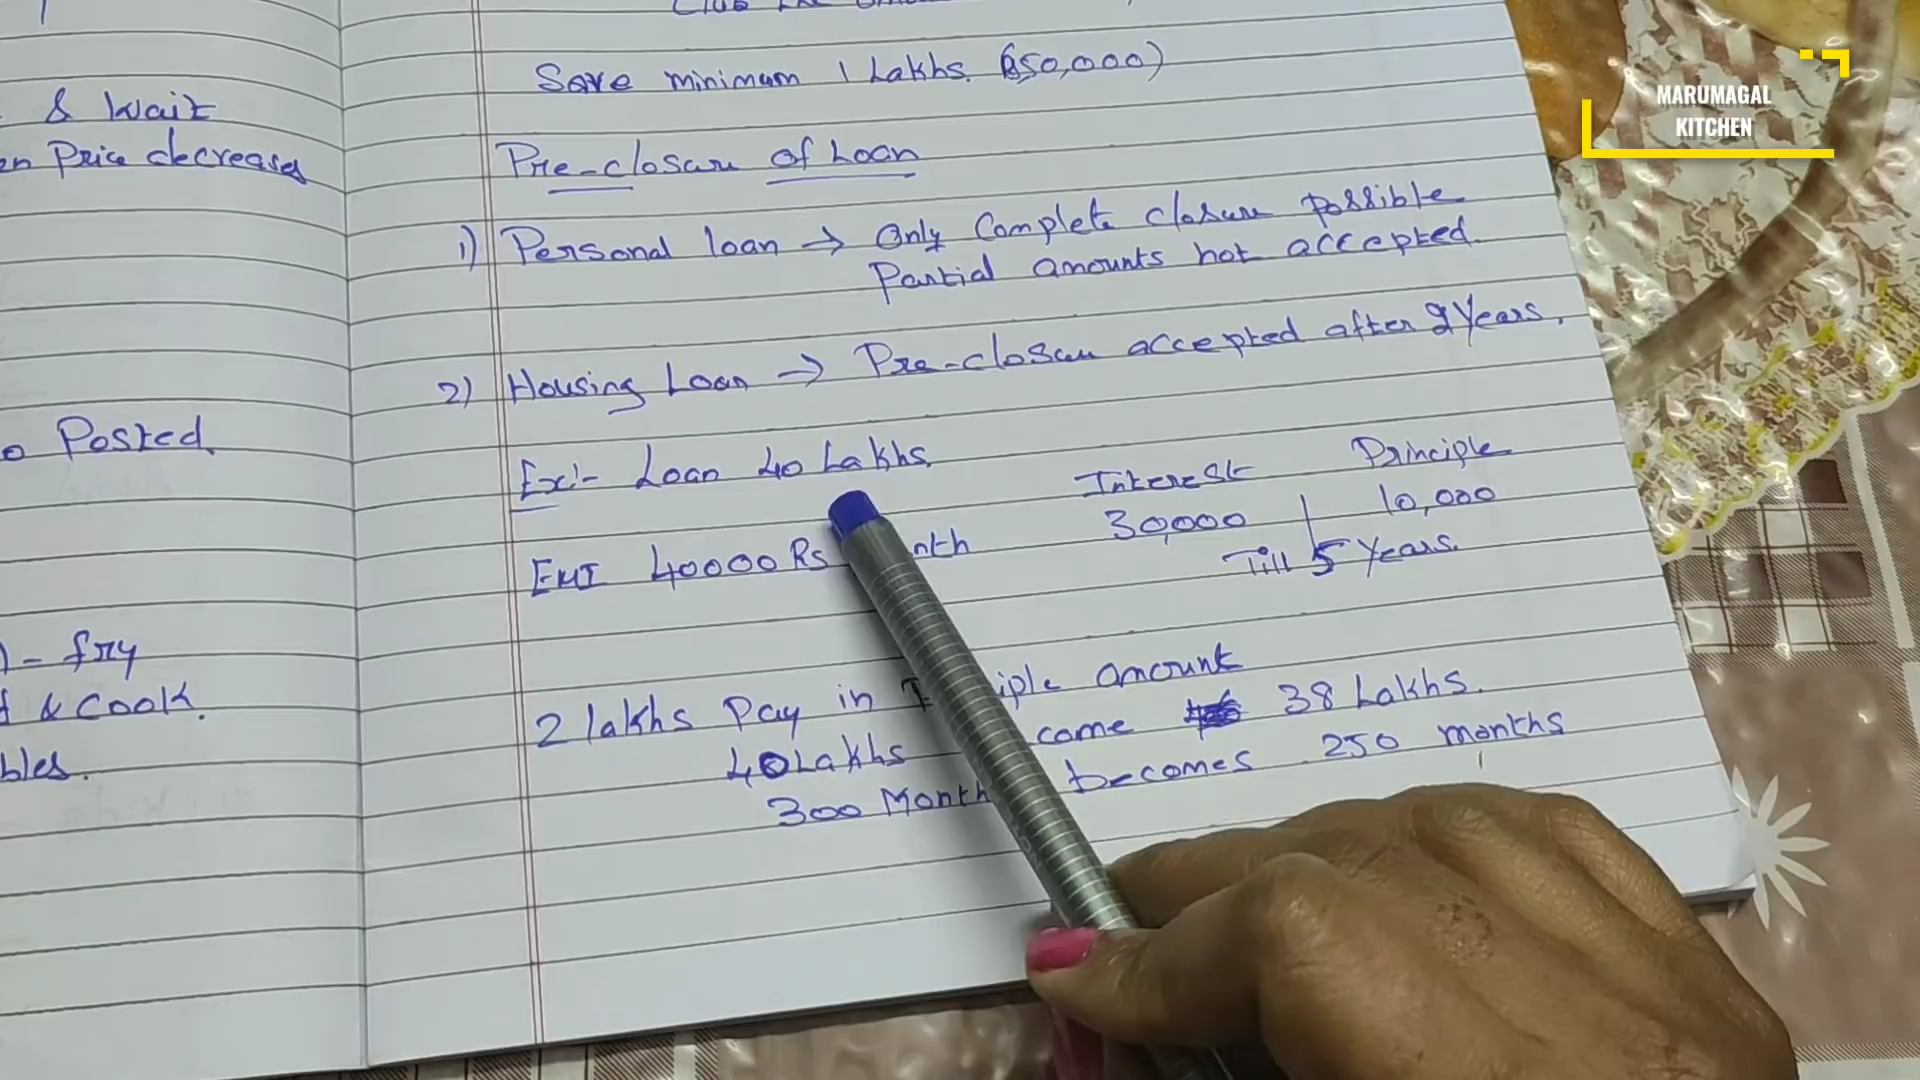 & Wait
Price decreases
Posted.
- fry
& Cook.
Save minimum 1 Lakhs. 50,000)
Pre-closure of Loan
1) Personal loan → Only Complete closure possible
Partial amounts not accepted.
2) Housing Loan → Pre-closure accepted after 2 Years.
Ex:- Loan 40 Lakhs.
Interest Principle
EMI 40000 Rs
30,000 | 10,000
Till 5 Years.
2 lakhs Pay in amount
40 Lakhs 38 Lakhs.
300 becomes 250 months
MARUMAGAL
KITCHEN